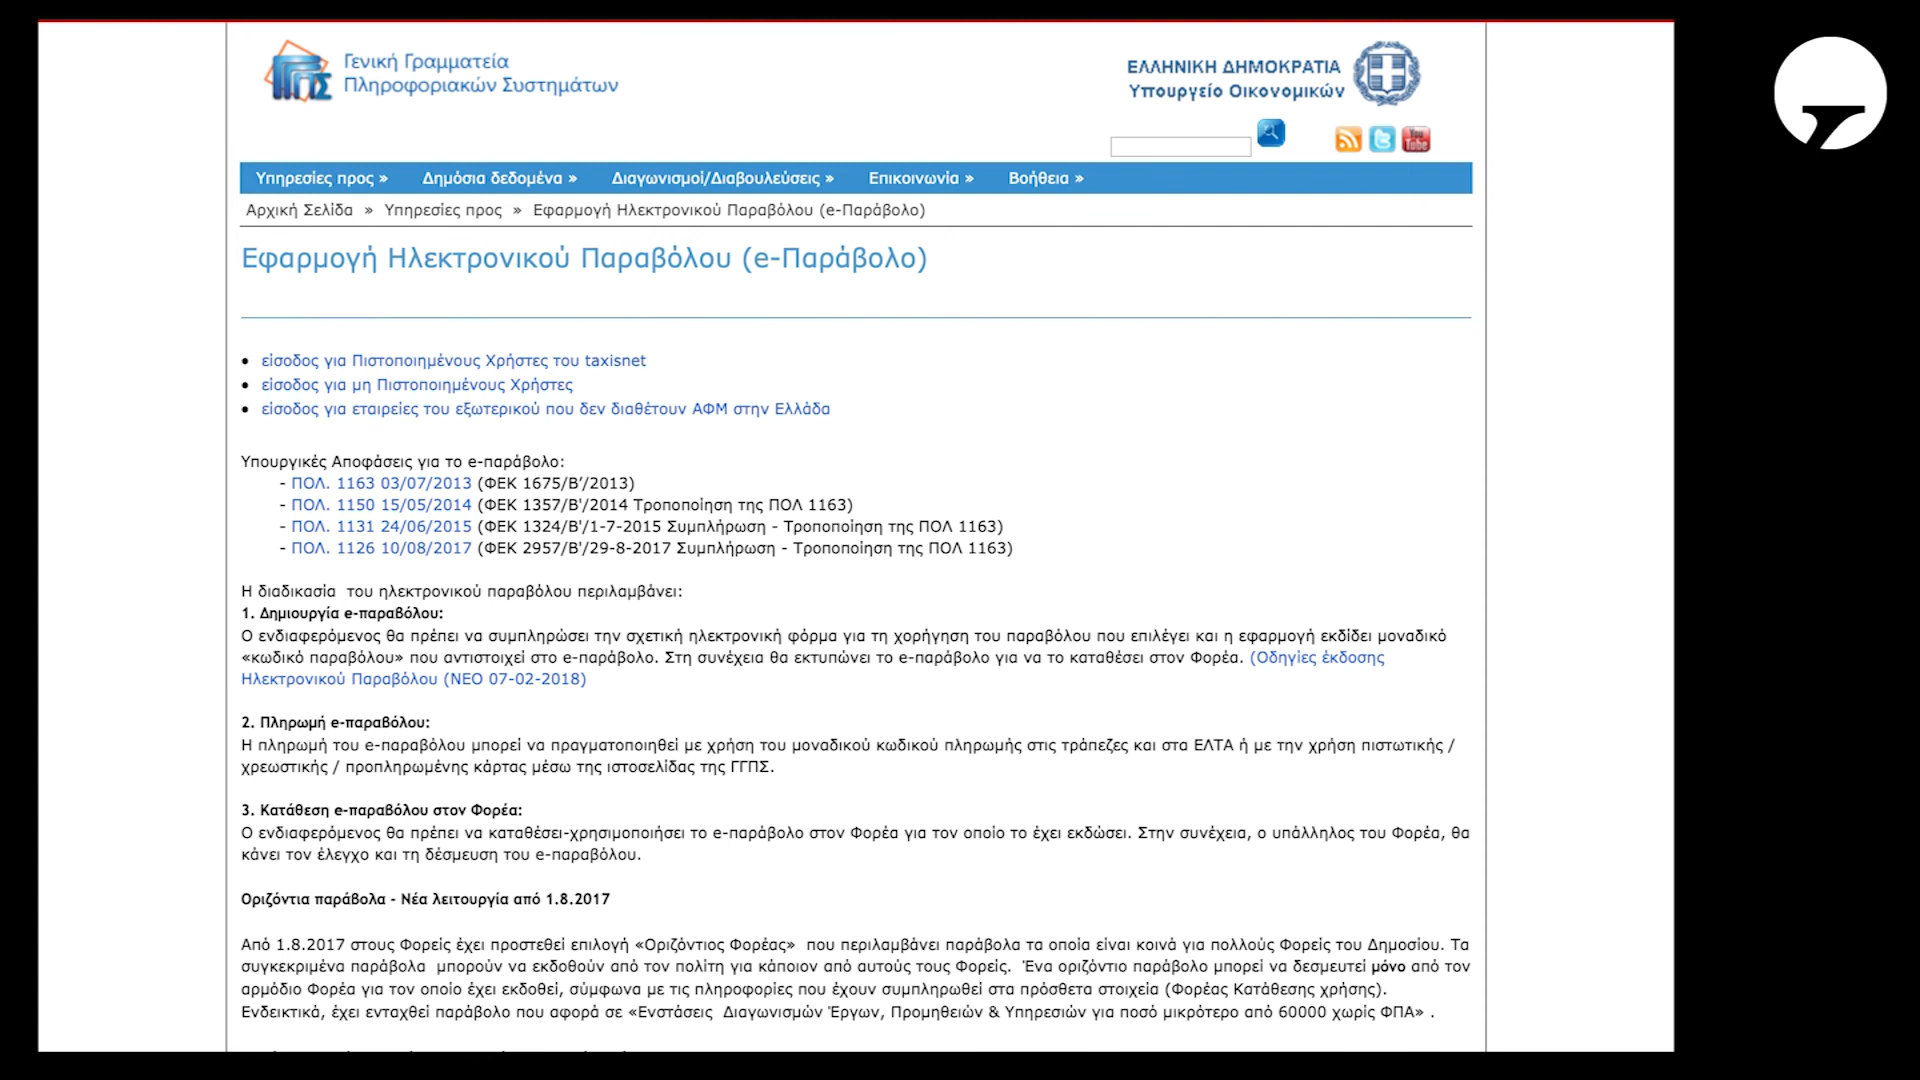 Γενική Γραμματεία
Πληροφοριακών Συστημάτων
ΕΛΛΗΝΙΚΗ ΔΗΜΟΚΡΑΤΙΑ
Υπουργείο Οικονομικών
You Tube
Υπηρεσίες προς » Δημόσια δεδομένα » Διαγωνισμοί/Διαβουλεύσεις » Επικοινωνία » Βοήθεια »
Αρχική Σελίδα » Υπηρεσίες προς » Εφαρμογή Ηλεκτρονικού Παραβόλου (e-Παράβολο)
Εφαρμογή Ηλεκτρονικού Παραβόλου (e-Παράβολο)
• είσοδος για Πιστοποιημένους Χρήστες του taxisnet
• είσοδος για μη Πιστοποιημένους Χρήστες
• είσοδος για εταιρείες του εξωτερικού που δεν διαθέτουν ΑΦΜ στην Ελλάδα
Υπουργικές Αποφάσεις για το e-παράβολο:
- ΠΟΛ. 1163 03/07/2013 (ΦΕΚ 1675/Β’/2013)
- ΠΟΛ. 1150 15/05/2014 (ΦΕΚ 1357/Β'/2014 Τροποποίηση της ΠΟΛ 1163)
- ΠΟΛ. 1131 24/06/2015 (ΦΕΚ 1324/Β'/1-7-2015 Συμπλήρωση - Τροποποίηση της ΠΟΛ 1163)
- ΠΟΛ. 1126 10/08/2017 (ΦΕΚ 2957/Β'/29-8-2017 Συμπλήρωση - Τροποποίηση της ΠΟΛ 1163)
Η διαδικασία του ηλεκτρονικού παραβόλου περιλαμβάνει:
1. Δημιουργία e-παραβόλου:
Ο ενδιαφερόμενος θα πρέπει να συμπληρώσει την σχετική ηλεκτρονική φόρμα για τη χορήγηση του παραβόλου που επιλέγει και η εφαρμογή εκδίδει μοναδικό
«κωδικό παραβόλου» που αντιστοιχεί στο e-παράβολο. Στη συνέχεια θα εκτυπώνει το e-παράβολο για να το καταθέσει στον Φορέα. (Οδηγίες έκδοσης
Ηλεκτρονικού Παραβόλου (ΝΕΟ 07-02-2018)
2. Πληρωμή e-παραβόλου:
Η πληρωμή του e-παραβόλου μπορεί να πραγματοποιηθεί με χρήση του μοναδικού κωδικού πληρωμής στις τράπεζες και στα ΕΛΤΑ ή με την χρήση πιστωτικής /
χρεωστικής / προπληρωμένης κάρτας μέσω της ιστοσελίδας της ΓΓΠΣ.
3. Κατάθεση e-παραβόλου στον Φορέα:
Ο ενδιαφερόμενος θα πρέπει να καταθέσει-χρησιμοποιήσει το e-παράβολο στον Φορέα για τον οποίο το έχει εκδώσει. Στην συνέχεια, ο υπάλληλος του Φορέα, θα
κάνει τον έλεγχο και τη δέσμευση του e-παραβόλου.
Οριζόντια παράβολα - Νέα λειτουργία από 1.8.2017
Από 1.8.2017 στους Φορείς έχει προστεθεί επιλογή «Οριζόντιος Φορέας» που περιλαμβάνει παράβολα τα οποία είναι κοινά για πολλούς Φορείς του Δημοσίου. Τα
συγκεκριμένα παράβολα μπορούν να εκδοθούν από τον πολίτη για κάποιον από αυτούς τους Φορείς. Ένα οριζόντιο παράβολο μπορεί να δεσμευτεί μόνο από τον
αρμόδιο Φορέα για τον οποίο έχει εκδοθεί, σύμφωνα με τις πληροφορίες που έχουν συμπληρωθεί στα πρόσθετα στοιχεία (Φορέας Κατάθεσης χρήσης).
Ενδεικτικά, έχει ενταχθεί παράβολο που αφορά σε «Ενστάσεις Διαγωνισμών Έργων, Προμηθειών & Υπηρεσιών για ποσό μικρότερο από 60000 χωρίς ΦΠΑ» .